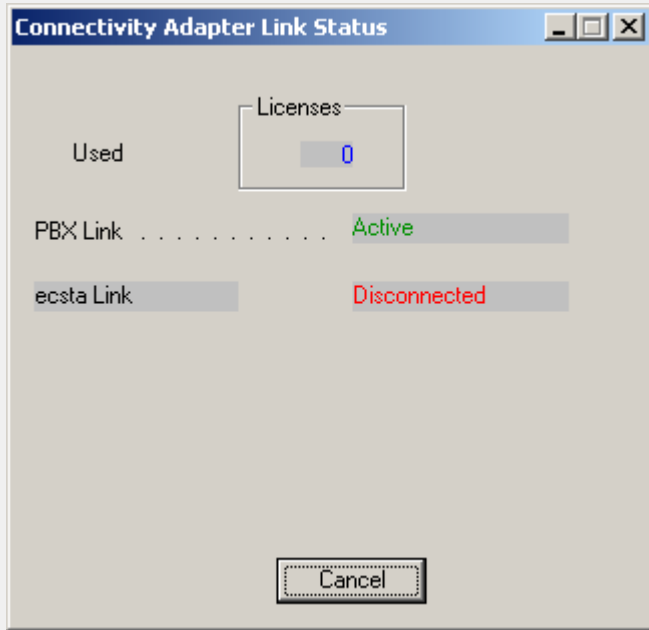 Connectivity Adapter Link Status
Licenses
Used 0
PBX Link . . . . . . . . . . . Active
ecsta Link Disconnected
Cancel